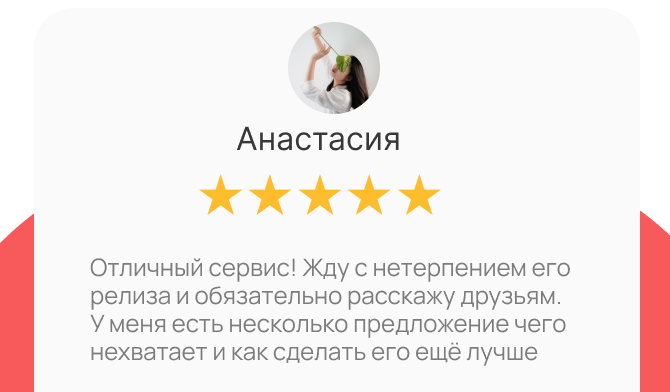 Анастасия
Отличный сервис! Жду с нетерпением его
релиза и обязательно расскажу друзьям.
У меня есть несколько предложение чего
нехватает и как сделать его ещё лучше